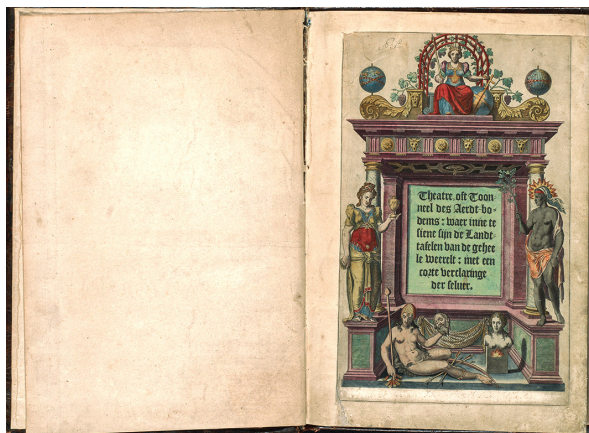 Theatre, oft Toon
neel des Aerdt-bo-
dems: waer inne te
siene sijn de Landt-
tafelen van de gehee
le weerelt: met een
corte verclaringe
der selver.